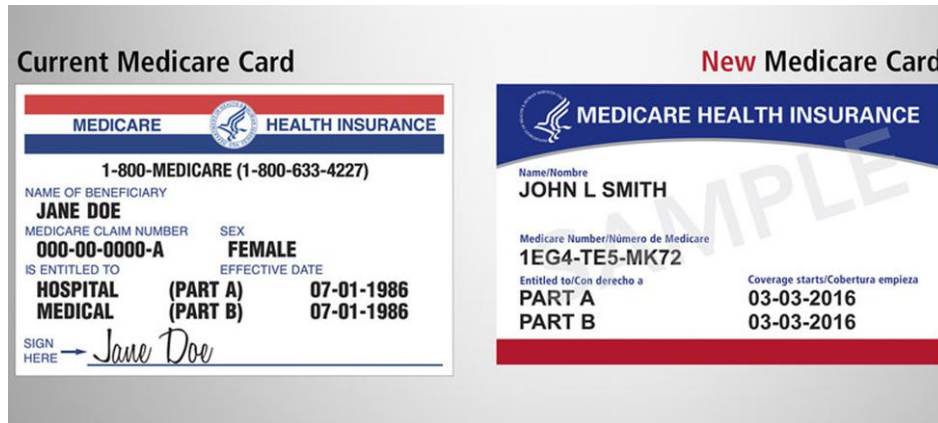 Current Medicare Card
MEDICARE HEALTH INSURANCE
1-800-MEDICARE (1-800-633-4227)
NAME OF BENEFICIARY
JANE DOE
MEDICARE CLAIM NUMBER SEX
000-00-0000-A FEMALE
IS ENTITLED TO EFFECTIVE DATE
HOSPITAL (PART A) 07-01-1986
MEDICAL (PART B) 07-01-1986
SIGN
HERE Jane Doe
New Medicare Card
MEDICARE HEALTH INSURANCE
Name/Nombre
JOHN L SMITH
Medicare Number/Número de Medicare
1EG4-TE5-MK72
Entitled to/Con derecho a Coverage starts/Cobertura empieza
PART A 03-03-2016
PART B 03-03-2016
SAMPLE